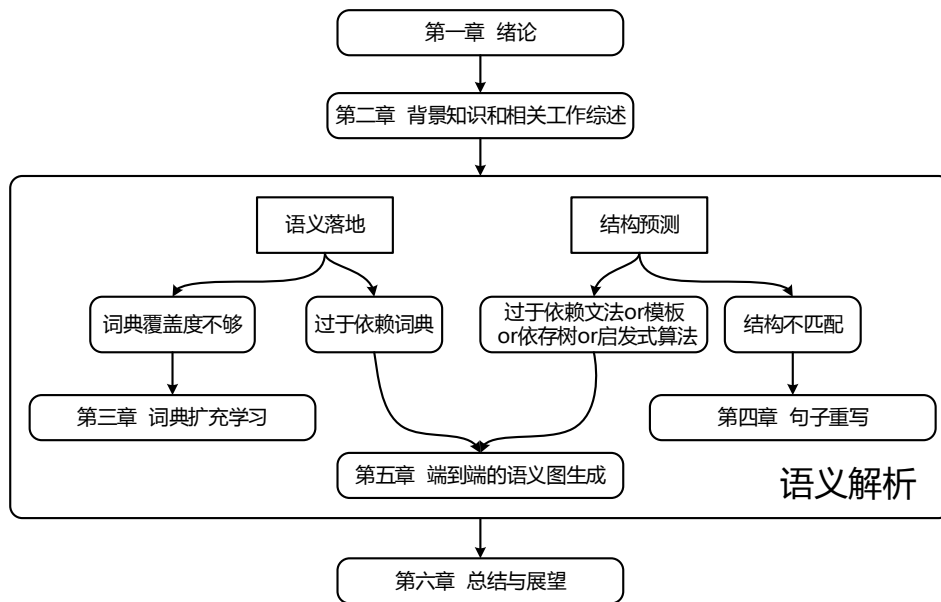 第一章 绪论
第二章 背景知识和相关工作综述
语义落地
结构预测
词典覆盖度不够
过于依赖词典
过于依赖文法or模板
or依存树or启发式算法
结构不匹配
第三章 词典扩充学习
第四章 句子重写
第五章 端到端的语义图生成
语义解析
第六章 总结与展望